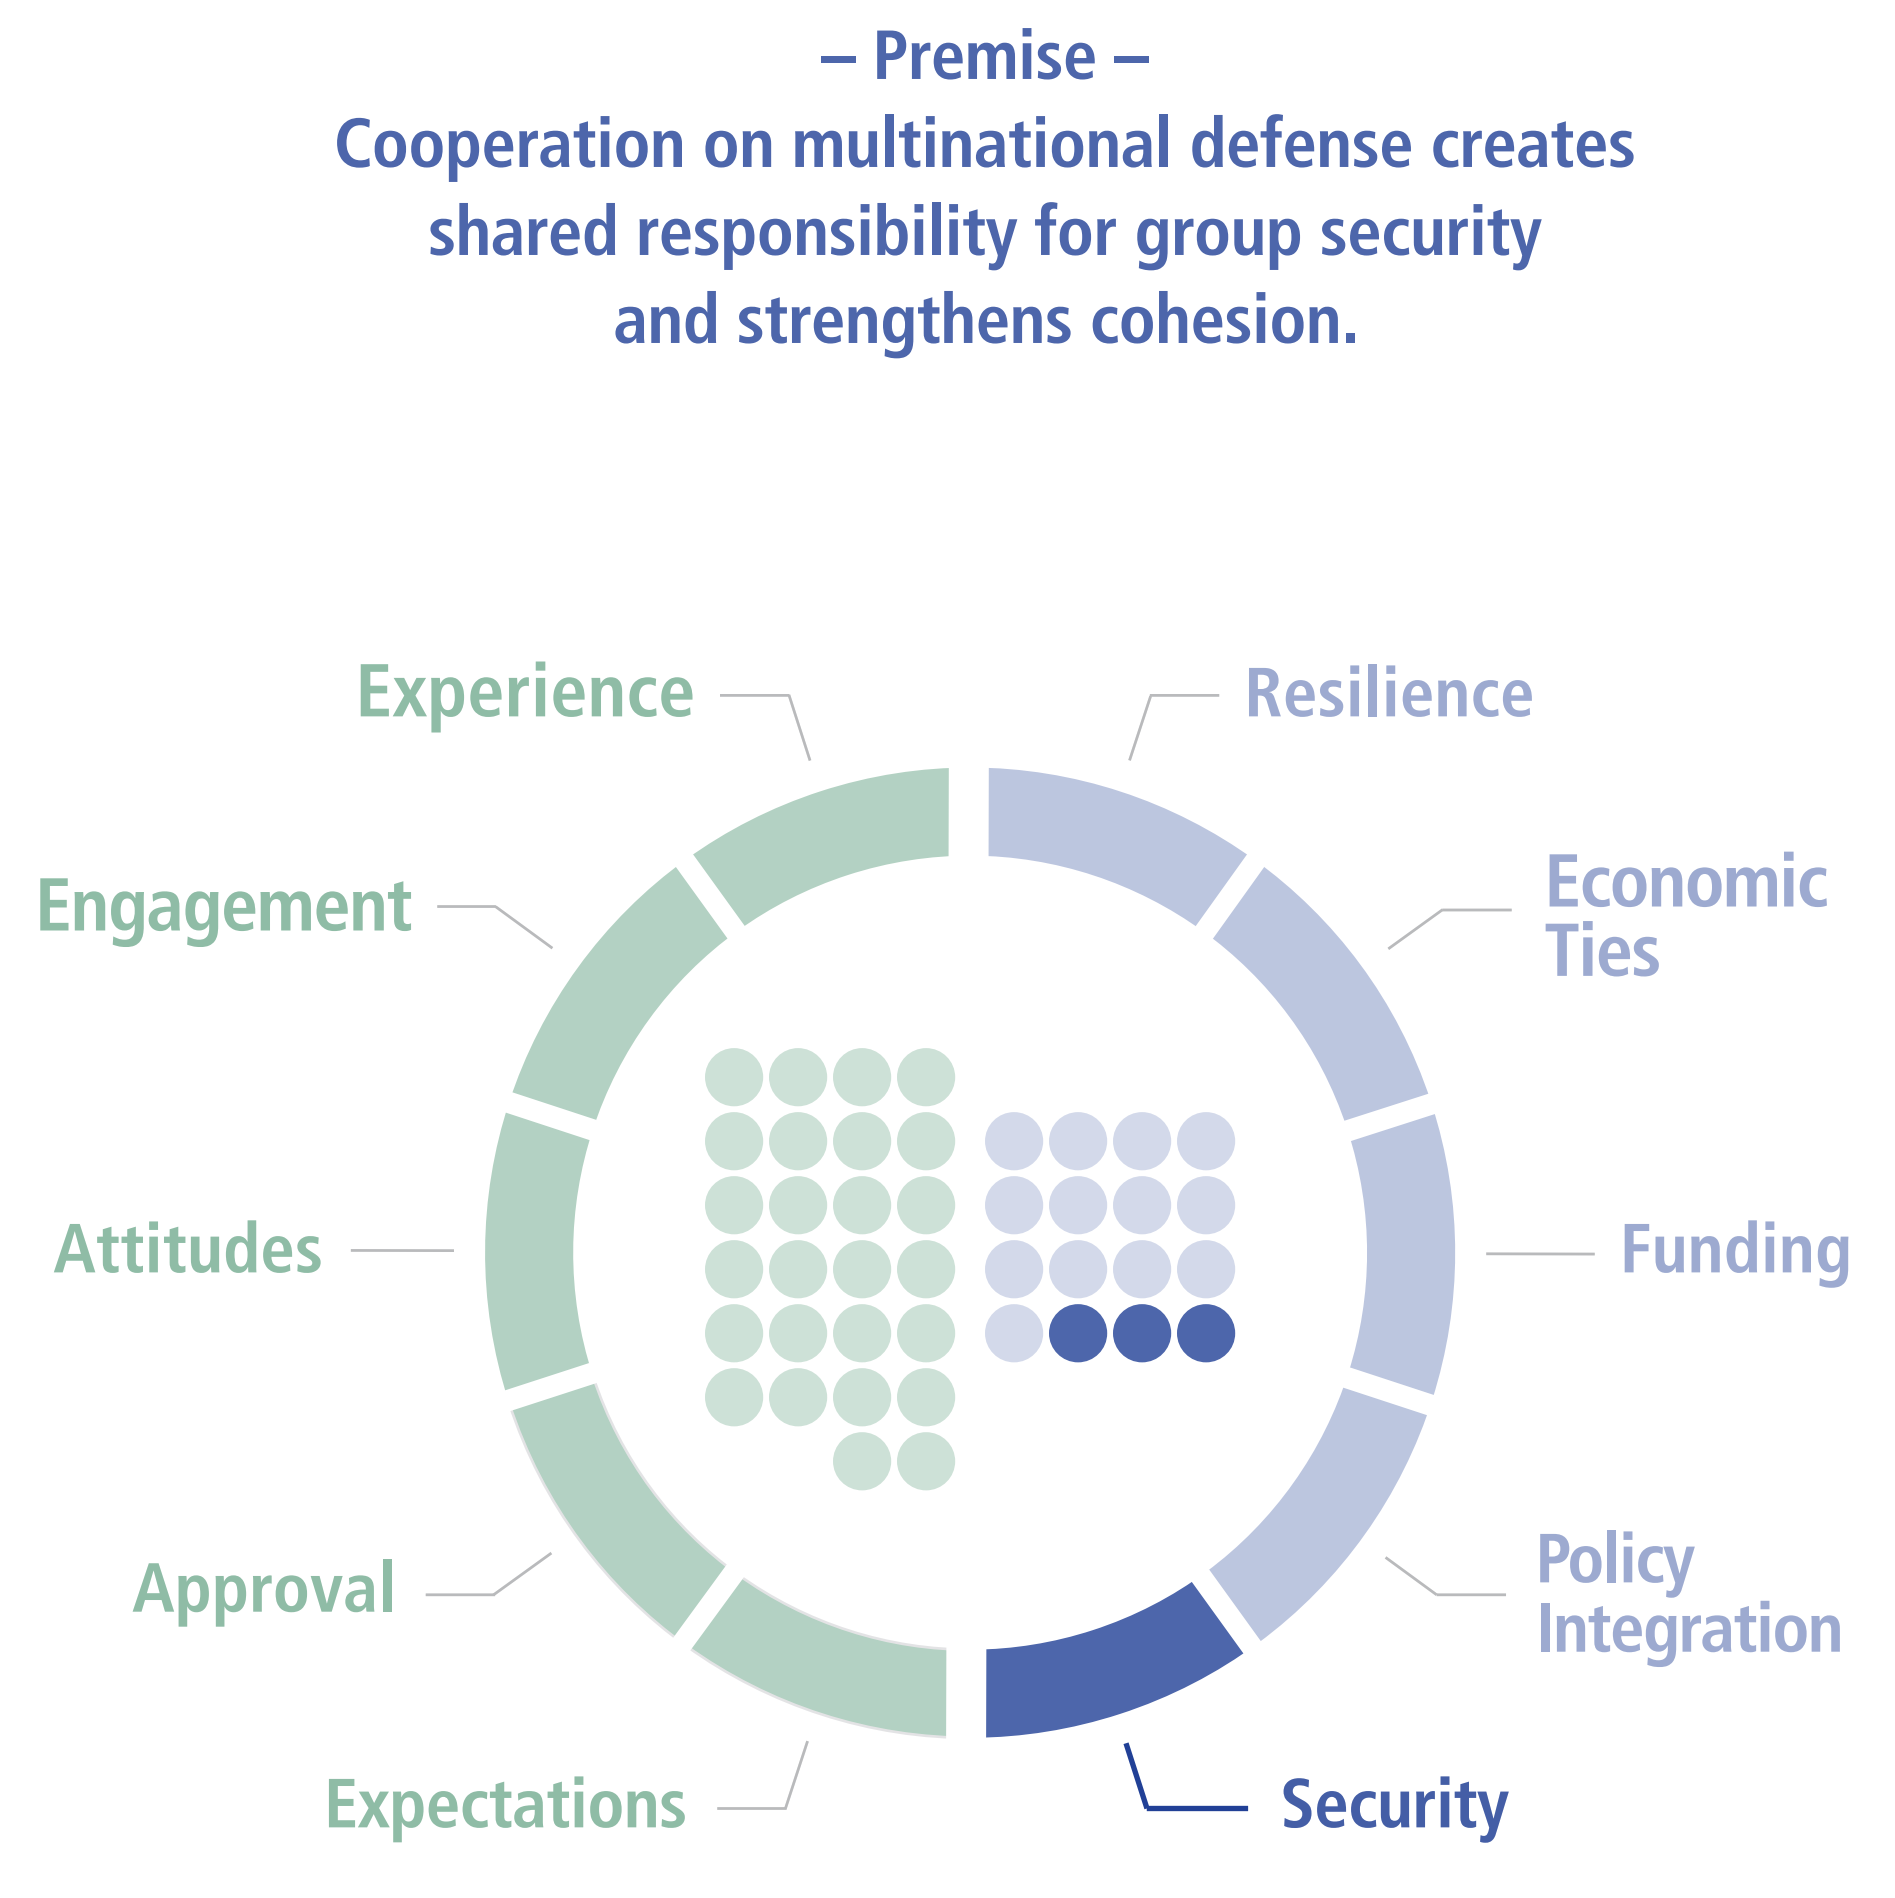 – Premise –
Cooperation on multinational defense creates
shared responsibility for group security
and strengthens cohesion.
Experience
Resilience
Engagement
Economic
Ties
Attitudes
Funding
Approval
Policy
Integration
Expectations
Security